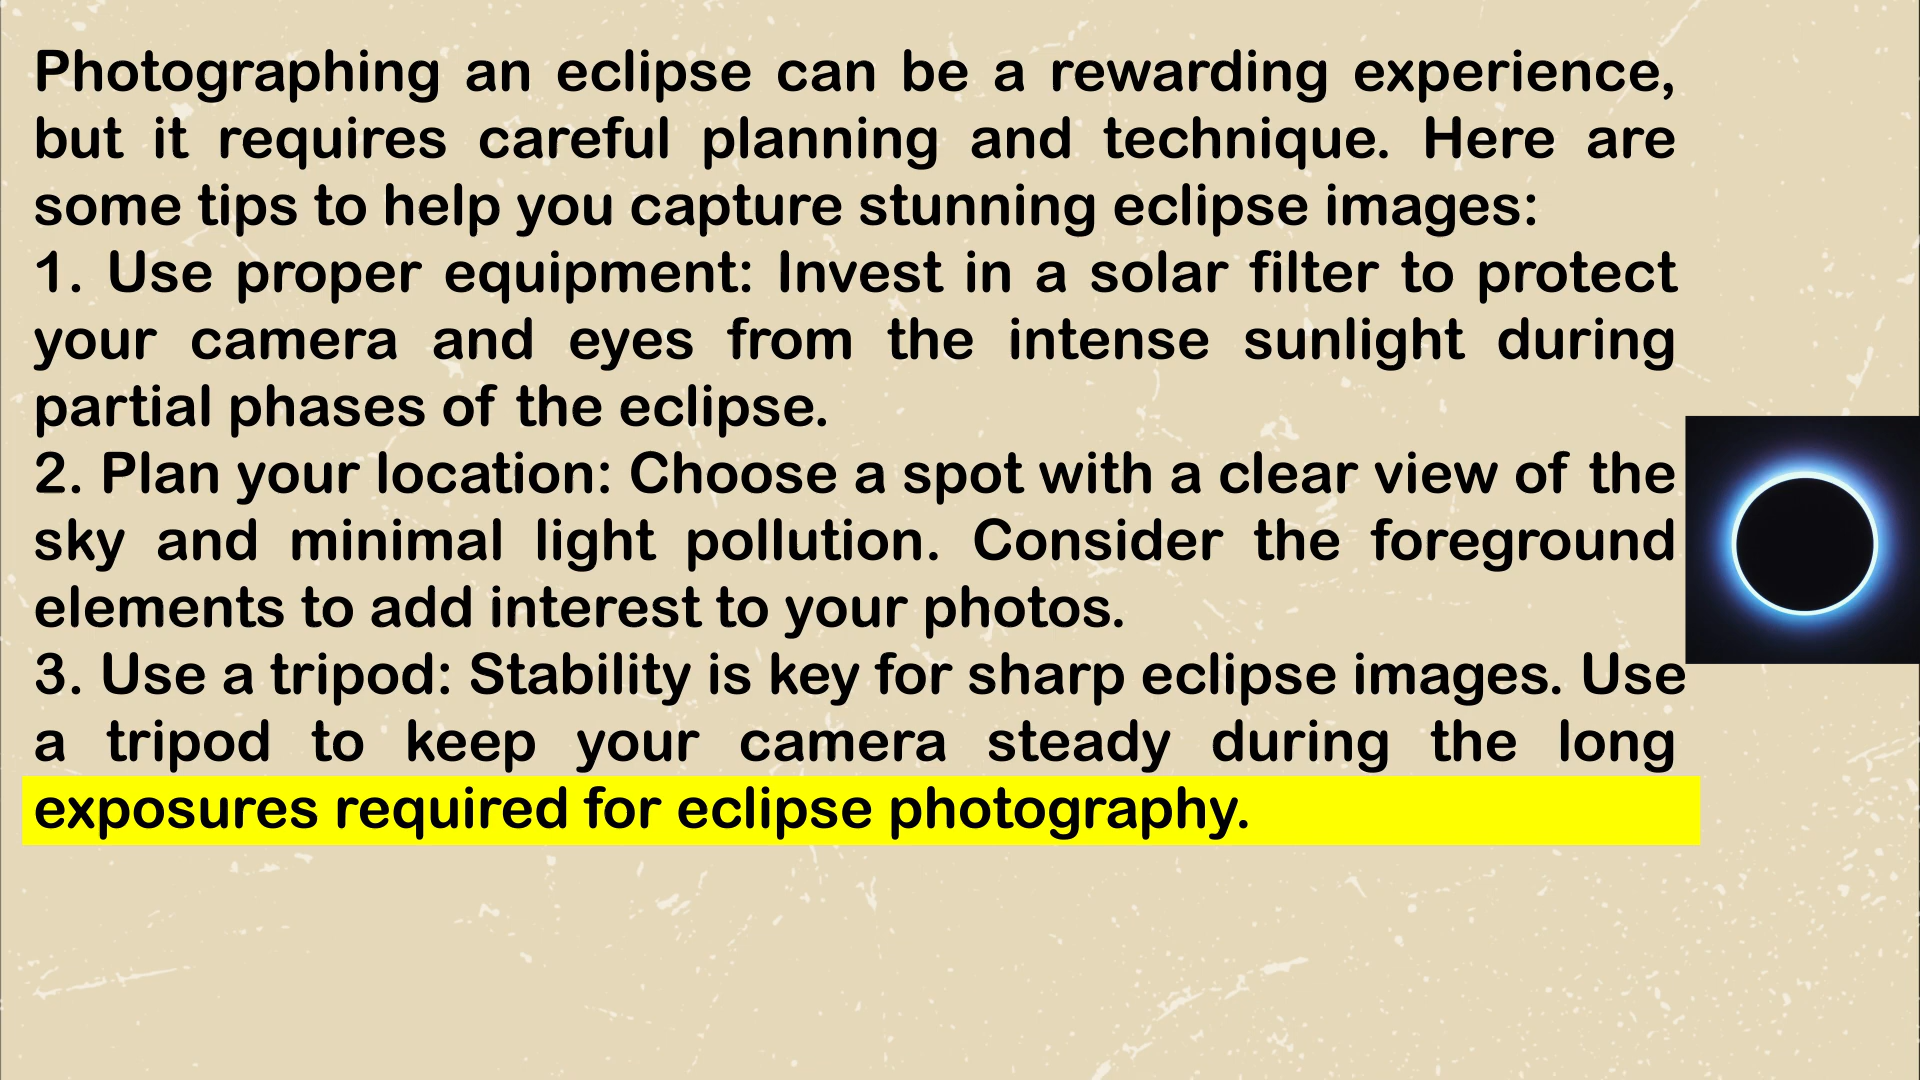 Photographing an eclipse can be a rewarding experience,
but it requires careful planning and technique. Here are
some tips to help you capture stunning eclipse images:
1. Use proper equipment: Invest in a solar filter to protect
your camera and eyes from the intense sunlight during
partial phases of the eclipse.
2. Plan your location: Choose a spot with a clear view of the
sky and minimal light pollution. Consider the foreground
elements to add interest to your photos.
3. Use a tripod: Stability is key for sharp eclipse images. Use
a tripod to keep your camera steady during the long
exposures required for eclipse photography.